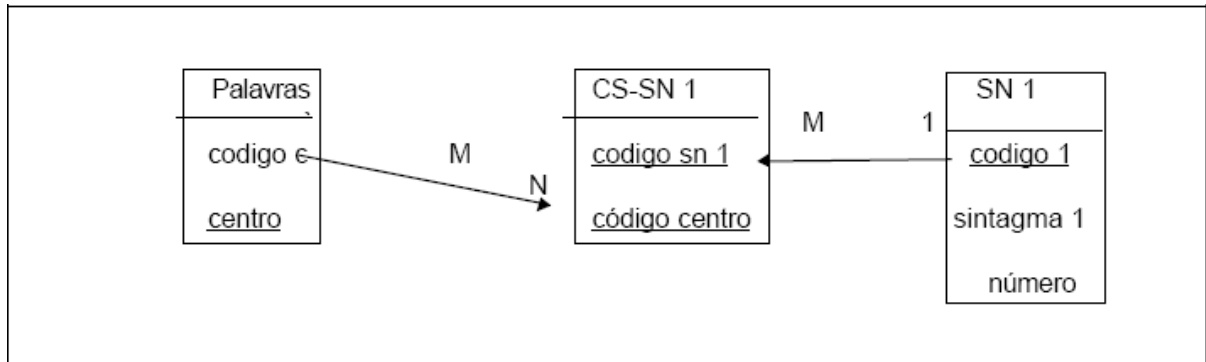 Palavras
codigo c
centro
M
N
CS-SN 1
codigo sn 1
código centro
M
1
SN 1
codigo 1
sintagma 1
número